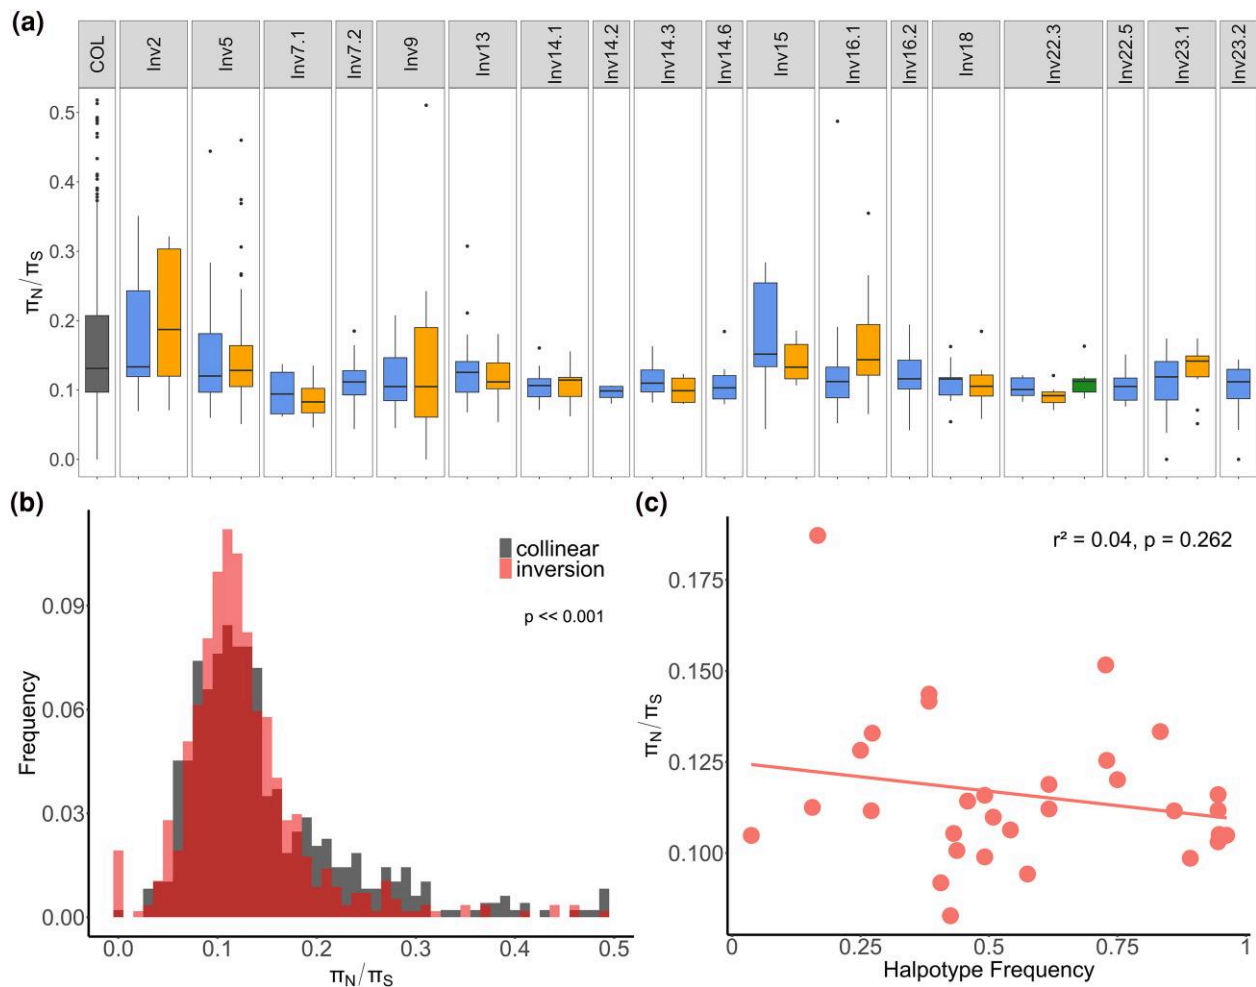 (a)
COL Inv2 Inv5 Inv7.1 Inv7.2 Inv9 Inv13 Inv14.1 Inv14.2 Inv14.3 Inv14.6 Inv15 Inv16.1 Inv16.2 Inv18 Inv22.3 Inv22.5 Inv23.1 Inv23.2
πN/πS
0.5
0.4
0.3
0.2
0.1
0.0
(b)
collinear
inversion
p << 0.001
Frequency
0.09
0.06
0.03
0.00
0.0 0.1 0.2 0.3 0.4 0.5
πN/πS
(c)
r² = 0.04, p = 0.262
πN/πS
0.175
0.150
0.125
0.100
0 0.25 0.5 0.75 1
Halpotype Frequency